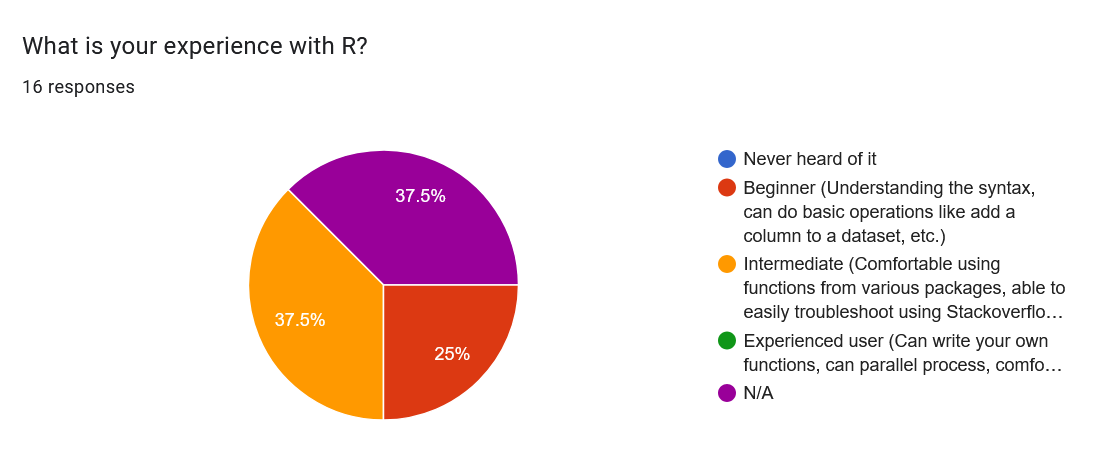 What is your experience with R?
16 responses
37.5%
37.5%
25%
Never heard of it
Beginner (Understanding the syntax,
can do basic operations like add a
column to a dataset, etc.)
Intermediate (Comfortable using
functions from various packages, able to
easily troubleshoot using Stackoverflo…
Experienced user (Can write your own
functions, can parallel process, comfo…
N/A